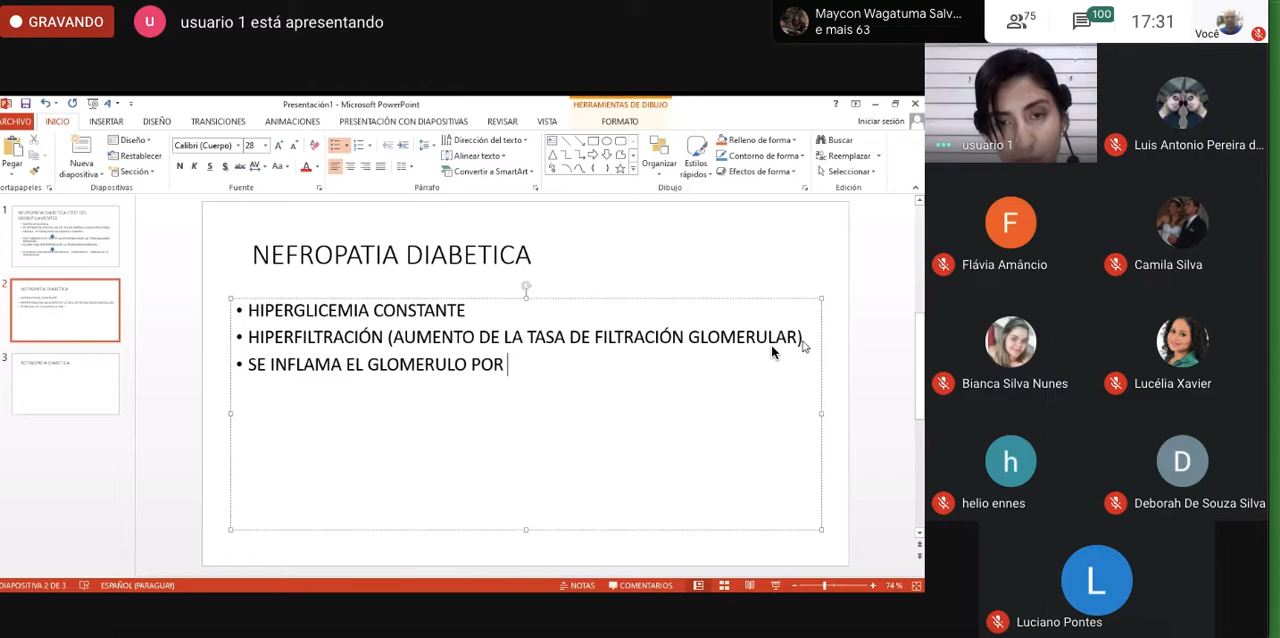 GRAVANDO
u
usuario 1 está apresentando
Maycon Wagatuma Salv...
e mais 63
75
100
17:31
Você
Presentación1 - Microsoft PowerPoint
HERRAMIENTAS DE DIBUJO
ARCHIVO
INICIO
INSERTAR
DISEÑO
TRANSICIONES
ANIMACIONES
PRESENTACIÓN CON DIAPOSITIVAS
REVISAR
VISTA
FORMATO
Iniciar sesión
Pegar
Nueva
diapositiva
Diseño
Restablecer
Sección
Calibri (Cuerpo)
28
N K S S abc AV Aa A
Dirección del texto
Alinear texto
Convertir a SmartArt
Organizar
Estilos
rápidos
Relleno de forma
Contorno de forma
Efectos de forma
Buscar
Reemplazar
Seleccionar
ortapapeles
Diapositivas
Fuente
Párrafo
Dibujo
Edición
1
2
3
NEFROPATIA DIABETICA
• HIPERGLICEMIA CONSTANTE
• HIPERFILTRACIÓN (AUMENTO DE LA TASA DE FILTRACIÓN GLOMERULAR)
• SE INFLAMA EL GLOMERULO POR
DIAPOSITIVA 2 DE 3
ESPAÑOL (PARAGUAY)
NOTAS
COMENTARIOS
74 %
usuario 1
Luis Antonio Pereira d...
F
Flávia Amâncio
Camila Silva
Bianca Silva Nunes
Lucélia Xavier
h
helio ennes
D
Deborah De Souza Silva
L
Luciano Pontes